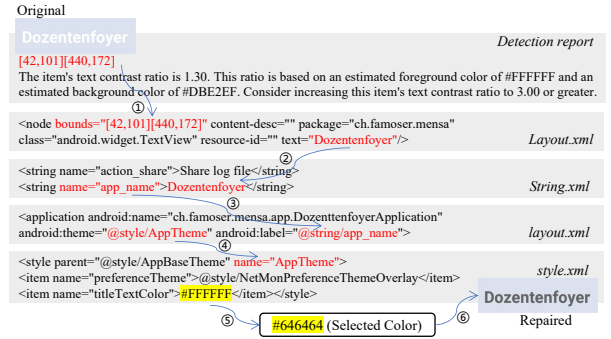 Original
Dozentenfoyer
Detection report
[42,101][440,172]
The item's text contrast ratio is 1.30. This ratio is based on an estimated foreground color of #FFFFFF and an
estimated background color of #DBE2EF. Consider increasing this item's text contrast ratio to 3.00 or greater.
①
<node bounds="[42,101][440,172]" content-desc="" package="ch.famoser.mensa"
class="android.widget.TextView" resource-id="" text="Dozentenfoyer"/>
Layout.xml
②
<string name="action_share">Share log file</string>
<string name="app_name">Dozentenfoyer</string>
String.xml
③
<application android:name="ch.famoser.mensa.app.DozenttenfoyerApplication"
android:theme="@style/AppThemc" android:label="@string/app_name">
layout.xml
④
<style parent="@style/AppBaseTheme" name="AppTheme">
<item name="preferenceTheme">@style/NetMonPreferenceThemeOverlay</item>
<item name="titleTextColor">#FFFFFF</item></style>
style.xml
Dozentenfoyer
⑤
#646464 (Selected Color)
⑥
Repaired